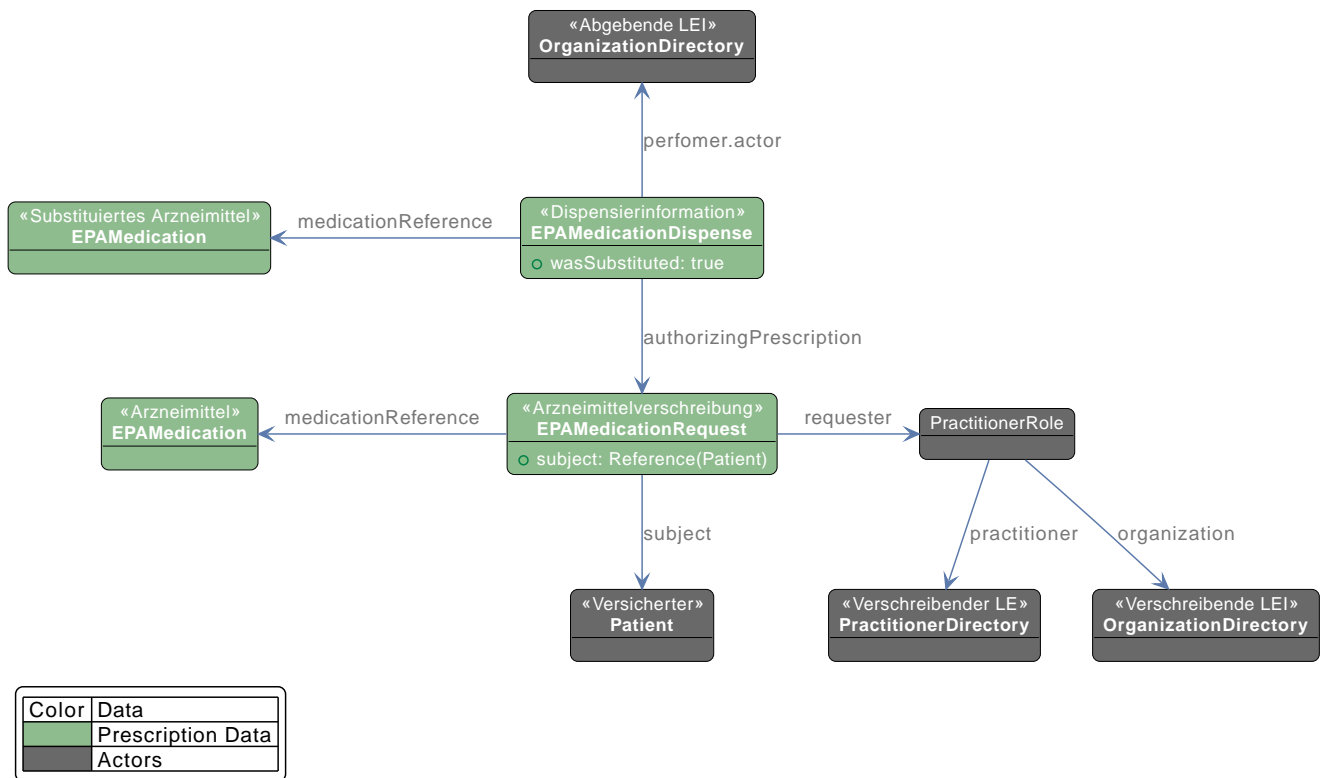 «Abgebende LEI»
OrganizationDirectory
perfomer.actor
«Substituiertes Arzneimittel»
EPAMedication
medicationReference
«Dispensierinformation»
EPAMedicationDispense
wasSubstituted: true
authorizingPrescription
«Arzneimittel»
EPAMedication
medicationReference
«Arzneimittelverschreibung»
EPAMedicationRequest
subject: Reference(Patient)
requester
PractitionerRole
subject
practitioner
organization
«Versicherter»
Patient
«Verschreibender LE»
PractitionerDirectory
«Verschreibende LEI»
OrganizationDirectory
Color Data
Prescription Data
Actors